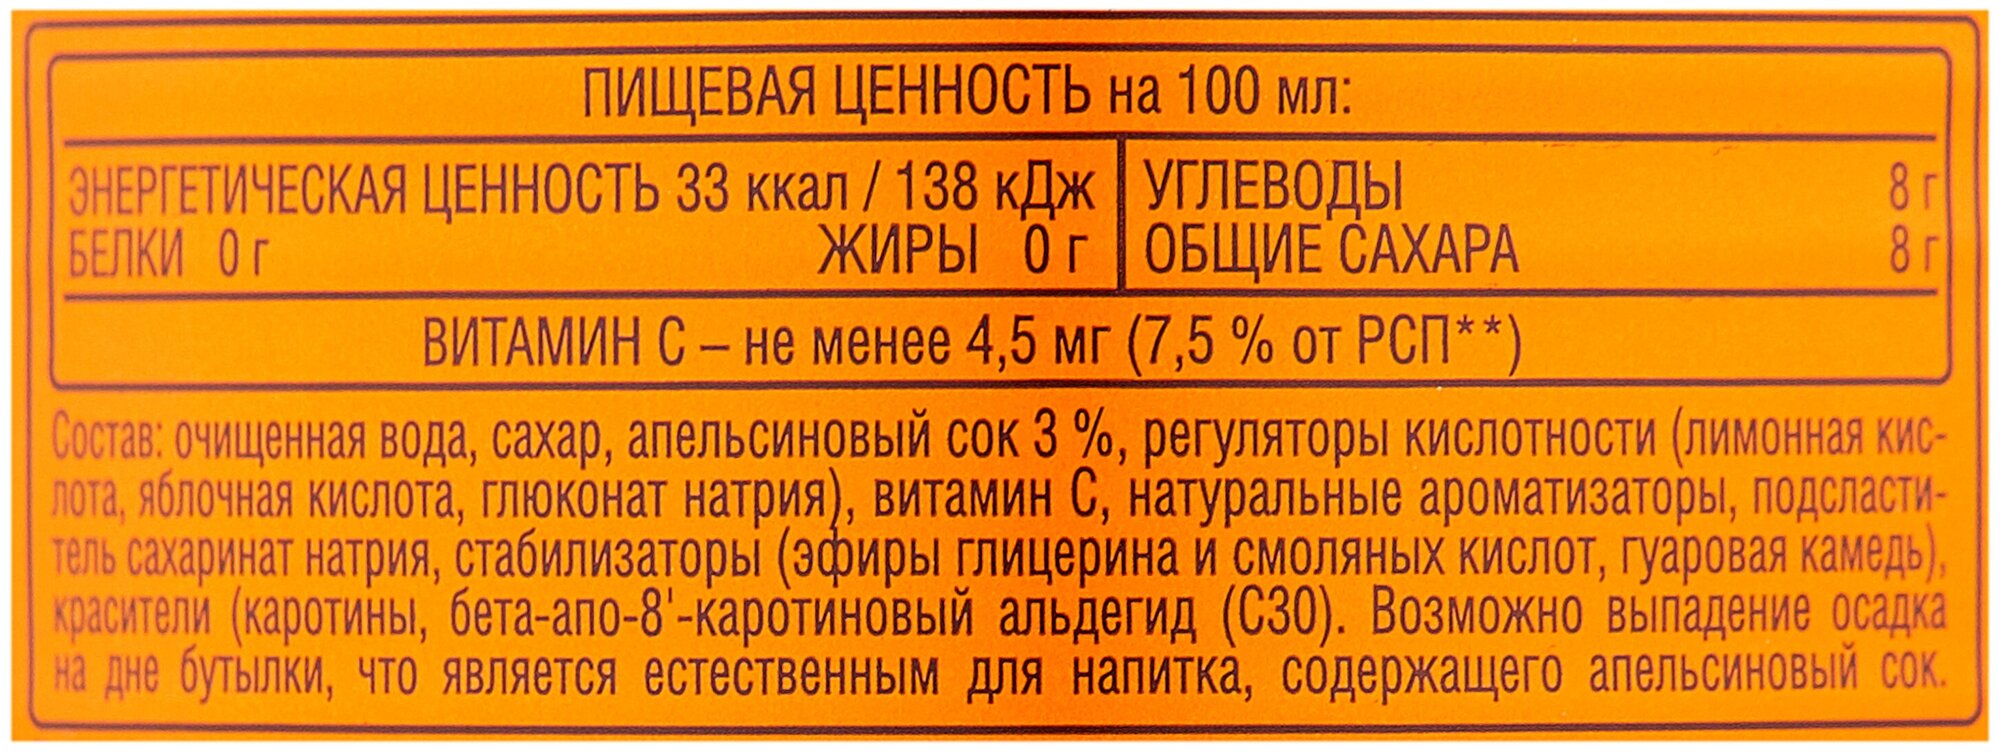 ПИЩЕВАЯ ЦЕННОСТЬ на 100 мл:
ЭНЕРГЕТИЧЕСКАЯ ЦЕННОСТЬ 33 ккал / 138 кДж
БЕЛКИ 0 г ЖИРЫ 0 г
УГЛЕВОДЫ 8 г
ОБЩИЕ САХАРА 8 г
ВИТАМИН С – не менее 4,5 мг (7,5 % от РСП**)
Состав: очищенная вода, сахар, апельсиновый сок 3 %, регуляторы кислотности (лимонная кис-
лота, яблочная кислота, глюконат натрия), витамин С, натуральные ароматизаторы, подсласти-
тель сахаринат натрия, стабилизаторы (эфиры глицерина и смоляных кислот, гуаровая камедь),
красители (каротины, бета-апо-8'-каротиновый альдегид (С30). Возможно выпадение осадка
на дне бутылки, что является естественным для напитка, содержащего апельсиновый сок.